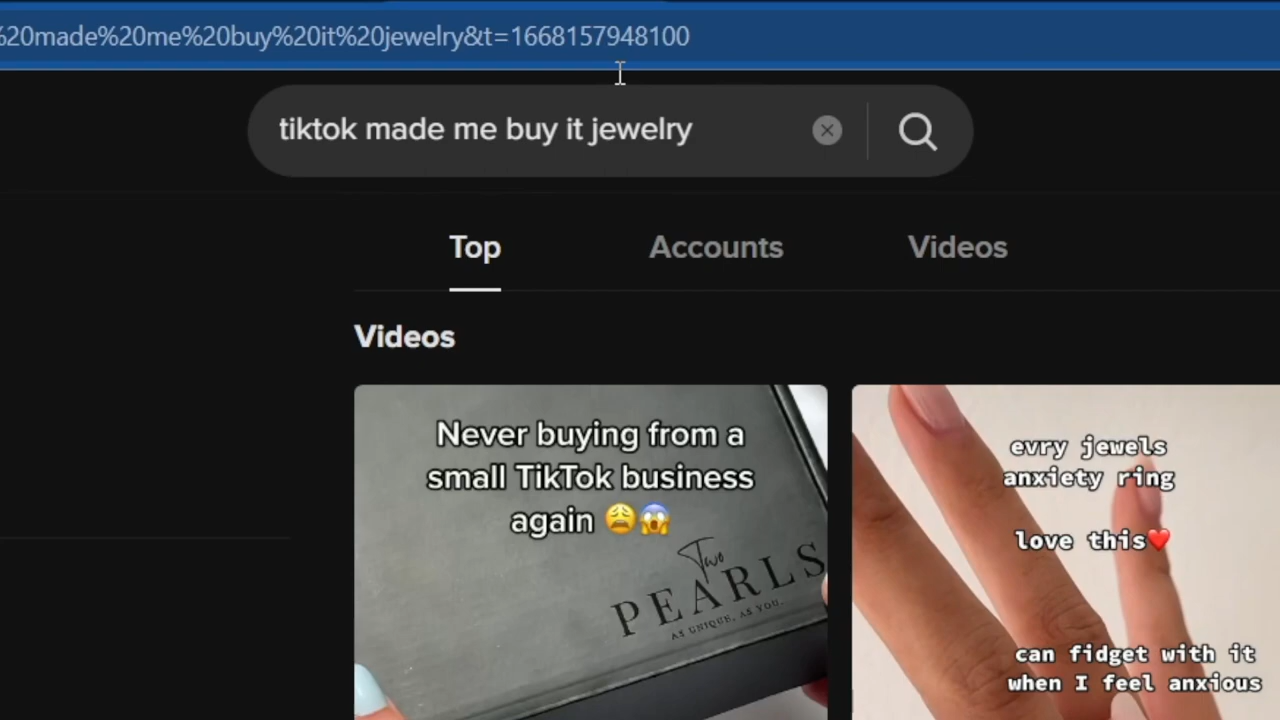 %20made%20me%20buy%20it%20jewelry&t=1668157948100
tiktok made me buy it jewelry
Top
Accounts
Videos
Videos
Never buying from a
small TikTok business
again 😩😱
Two
PEARLS
AS UNIQUE, AS YOU.
evry jewels
anxiety ring
love this❤️
can fidget with it
when I feel anxious